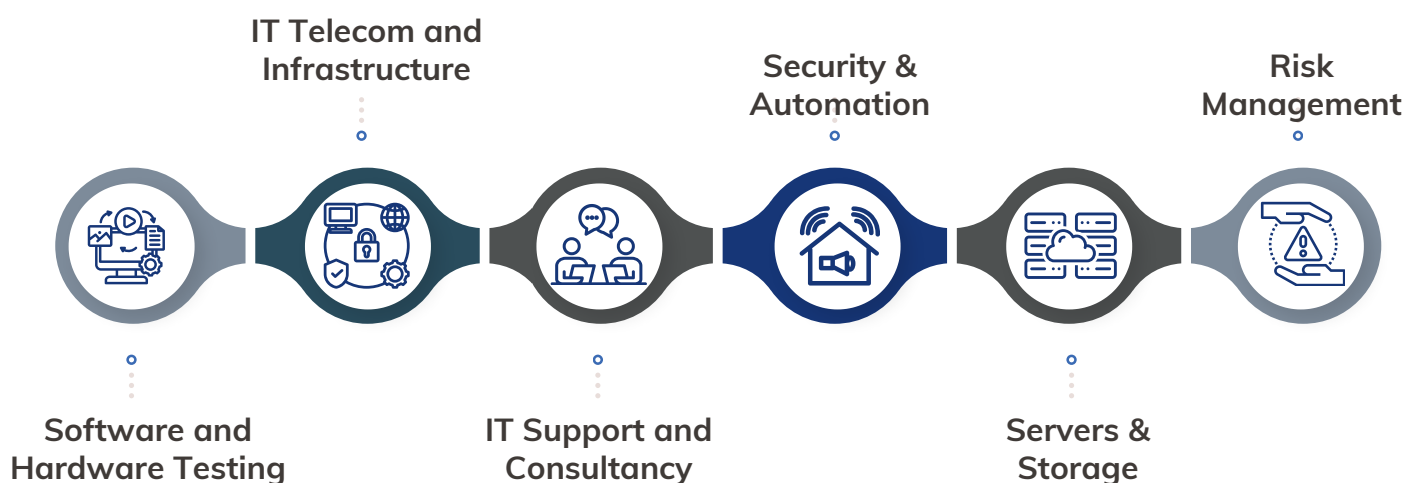 IT Telecom and
Infrastructure
Security &
Automation
Risk
Management
Software and
Hardware Testing
IT Support and
Consultancy
Servers &
Storage